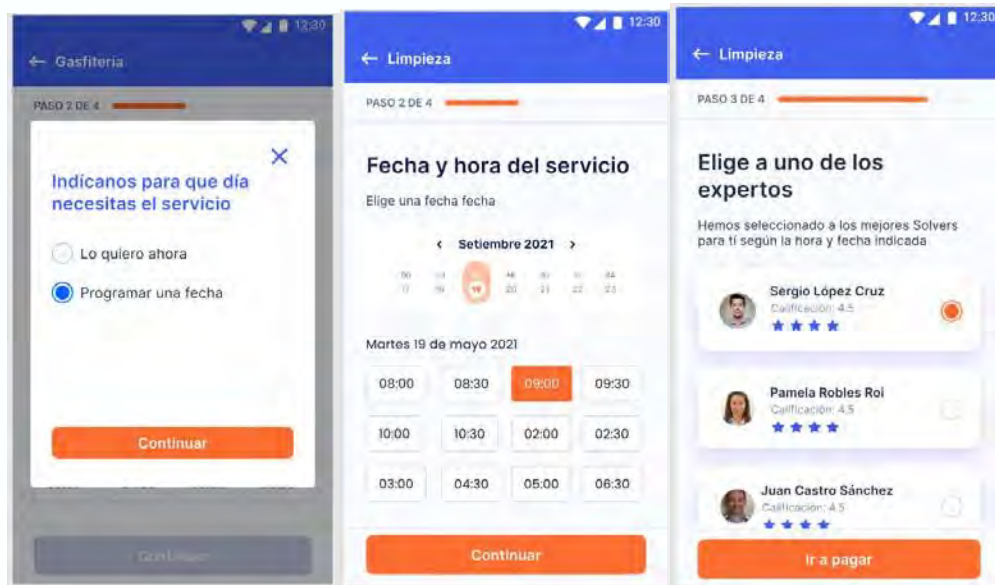 12:30
← Gasfiteria
PASO 2 DE 4
Indícanos para que día
necesitas el servicio
Lo quiero ahora
Programar una fecha
Continuar
Continuar
12:30
← Limpieza
PASO 2 DE 4
Fecha y hora del servicio
Elige una fecha fecha
< Setiembre 2021 >
17 18 19 20 21 22 23
Martes 19 de mayo 2021
08:00 08:30 09:00 09:30
10:00 10:30 02:00 02:30
03:00 04:30 05:00 06:30
Continuar
12:30
← Limpieza
PASO 3 DE 4
Elige a uno de los
expertos
Hemos seleccionado a los mejores Solvers
para tí según la hora y fecha indicada
Sergio López Cruz
Calificación: 4.5
Pamela Robles Roi
Calificación: 4.5
Juan Castro Sánchez
Calificación: 4.5
Ir a pagar